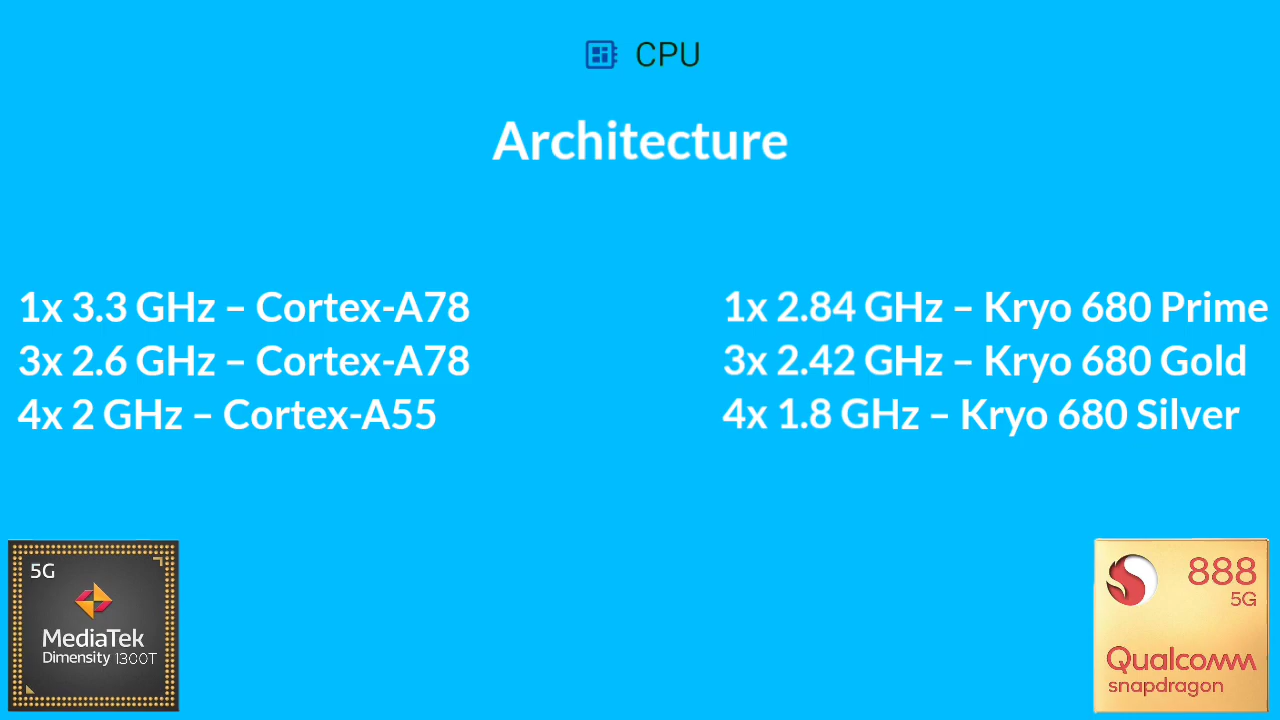 CPU
Architecture
1x 3.3 GHz – Cortex-A78
3x 2.6 GHz – Cortex-A78
4x 2 GHz – Cortex-A55
1x 2.84 GHz – Kryo 680 Prime
3x 2.42 GHz – Kryo 680 Gold
4x 1.8 GHz – Kryo 680 Silver
5G
MediaTek
Dimensity 1300T
888
5G
Qualcomm
snapdragon